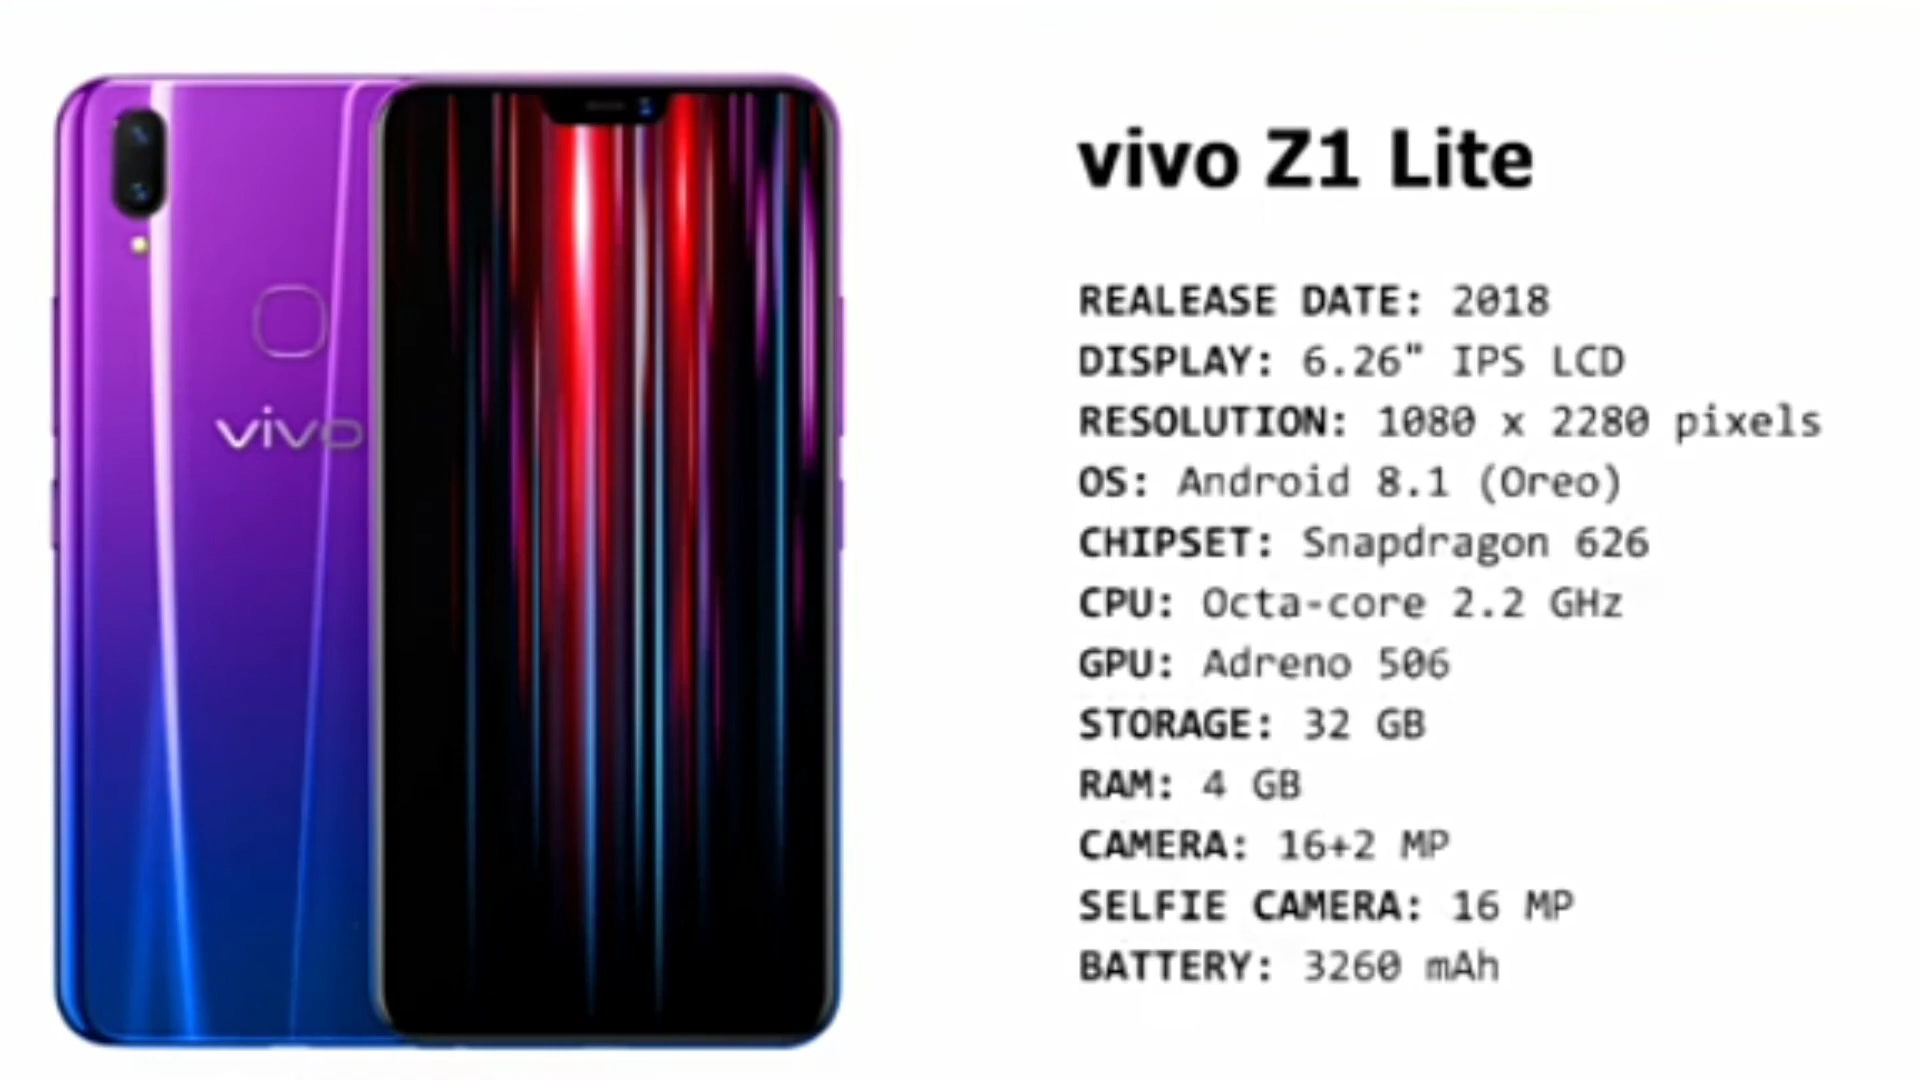 vivo
vivo Z1 Lite
REALEASE DATE: 2018
DISPLAY: 6.26" IPS LCD
RESOLUTION: 1080 x 2280 pixels
OS: Android 8.1 (Oreo)
CHIPSET: Snapdragon 626
CPU: Octa-core 2.2 GHz
GPU: Adreno 506
STORAGE: 32 GB
RAM: 4 GB
CAMERA: 16+2 MP
SELFIE CAMERA: 16 MP
BATTERY: 3260 mAh